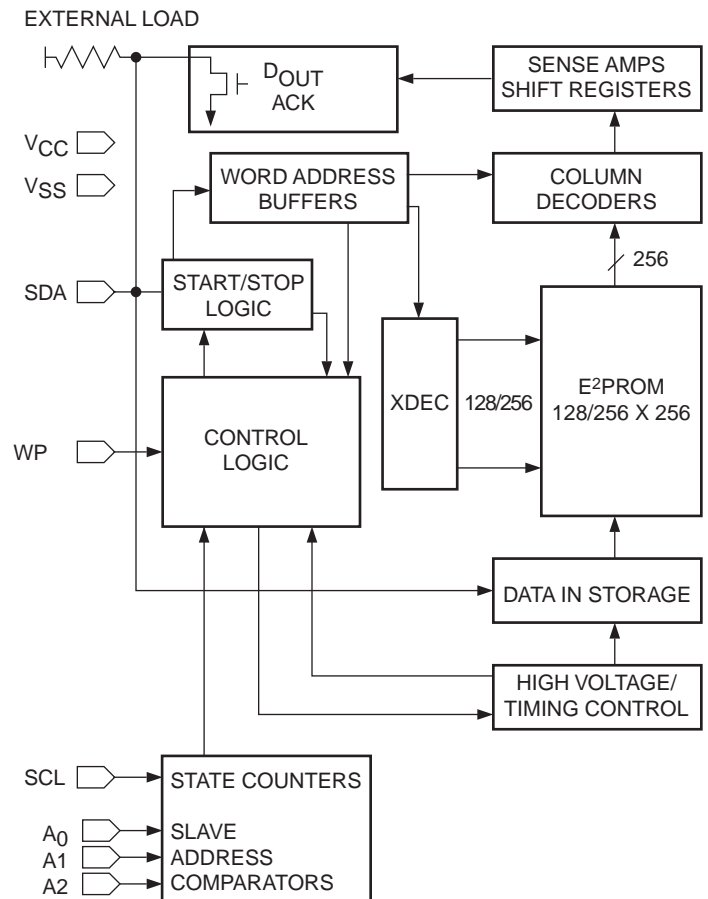 EXTERNAL LOAD
DOUT
ACK
SENSE AMPS
SHIFT REGISTERS
VCC
VSS
WORD ADDRESS
BUFFERS
COLUMN
DECODERS
256
SDA
START/STOP
LOGIC
XDEC
128/256
E²PROM
128/256 X 256
WP
CONTROL
LOGIC
DATA IN STORAGE
HIGH VOLTAGE/
TIMING CONTROL
SCL
STATE COUNTERS
A0
SLAVE
A1
ADDRESS
A2
COMPARATORS